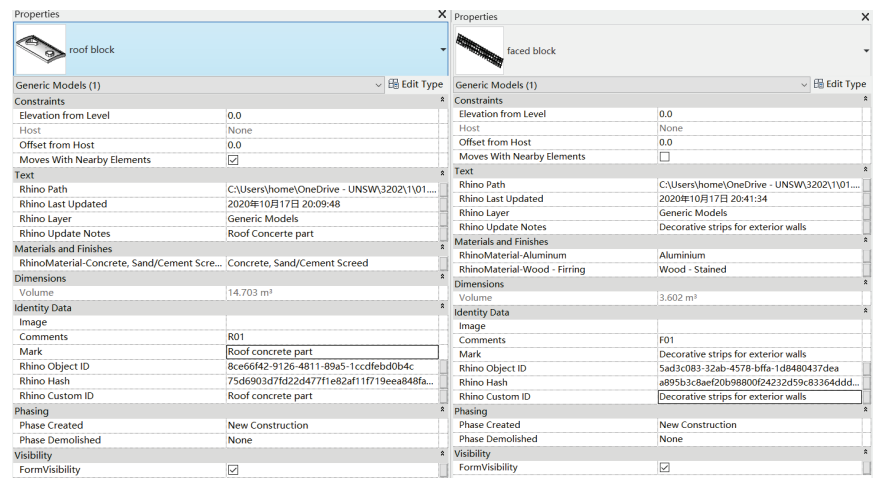 Properties
roof block
Generic Models (1)
Edit Type
Constraints
Elevation from Level 0.0
Host None
Offset from Host 0.0
Moves With Nearby Elements
Text
Rhino Path C:\Users\home\OneDrive - UNSW\3202\1\01....
Rhino Last Updated 2020年10月17日 20:09:48
Rhino Layer Generic Models
Rhino Update Notes Roof Concerte part
Materials and Finishes
RhinoMaterial-Concrete, Sand/Cement Scre... Concrete, Sand/Cement Screed
Dimensions
Volume 14.703 m³
Identity Data
Image
Comments R01
Mark Roof concrete part
Rhino Object ID 8ce66f42-9126-4811-89a5-1ccdfebd0b4c
Rhino Hash 75d6903d7fd22d477f1e82af11f719eea848fa...
Rhino Custom ID Roof concrete part
Phasing
Phase Created New Construction
Phase Demolished None
Visibility
FormVisibility
Properties
faced block
Generic Models (1)
Edit Type
Constraints
Elevation from Level 0.0
Host None
Offset from Host 0.0
Moves With Nearby Elements
Text
Rhino Path C:\Users\home\OneDrive - UNSW\3202\1\01....
Rhino Last Updated 2020年10月17日 20:41:34
Rhino Layer Generic Models
Rhino Update Notes Decorative strips for exterior walls
Materials and Finishes
RhinoMaterial-Aluminum Aluminium
RhinoMaterial-Wood - Firring Wood - Stained
Dimensions
Volume 3.602 m³
Identity Data
Image
Comments F01
Mark Decorative strips for exterior walls
Rhino Object ID 5ad3c083-32ab-4578-bffa-1d8480437dea
Rhino Hash a895b3c8aef20b98800f24232d59c83364ddd...
Rhino Custom ID Decorative strips for exterior walls
Phasing
Phase Created New Construction
Phase Demolished None
Visibility
FormVisibility